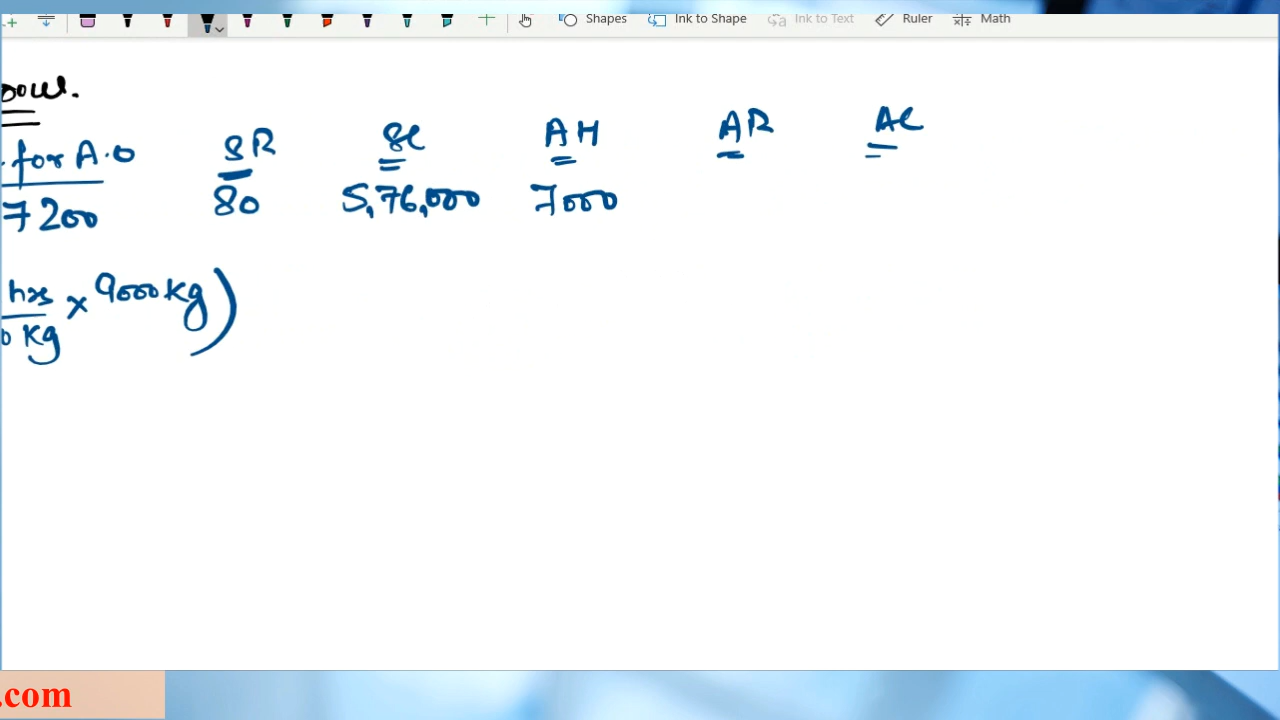 Shapes Ink to Shape Ink to Text Ruler Math
for A.O SR SC AH AR AC
7200 80 5,76,000 7000
hrs × 9000 kg)
0 Kg
.com